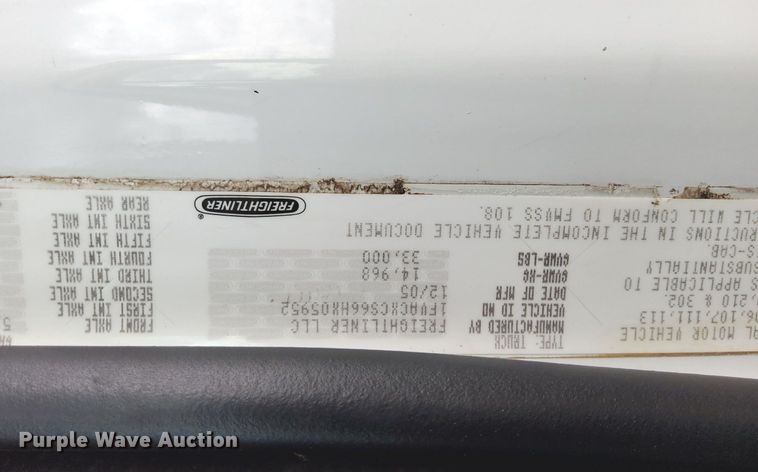 TYPE: TRUCK
MANUFACTURED BY FREIGHTLINER LLC
VEHICLE ID NO 1FVACXCS66HX05952
DATE OF MFR 12/05
GVWR-KG 14,968
GVWR-LBS 33,000
AL MOTOR VEHICLE
06,107,111,113
,210 & 302.
S APPLICABLE TO
SUBSTANTIALLY
S-CAB.
RUCTIONS IN THE INCOMPLETE VEHICLE DOCUMENT
CLE WILL CONFORM TO FMVSS 108.
FRONT AXLE
FIRST INT AXLE
SECOND INT AXLE
THIRD INT AXLE
FOURTH INT AXLE
FIFTH INT AXLE
SIXTH INT AXLE
REAR AXLE
FREIGHTLINER®
Purple Wave Auction